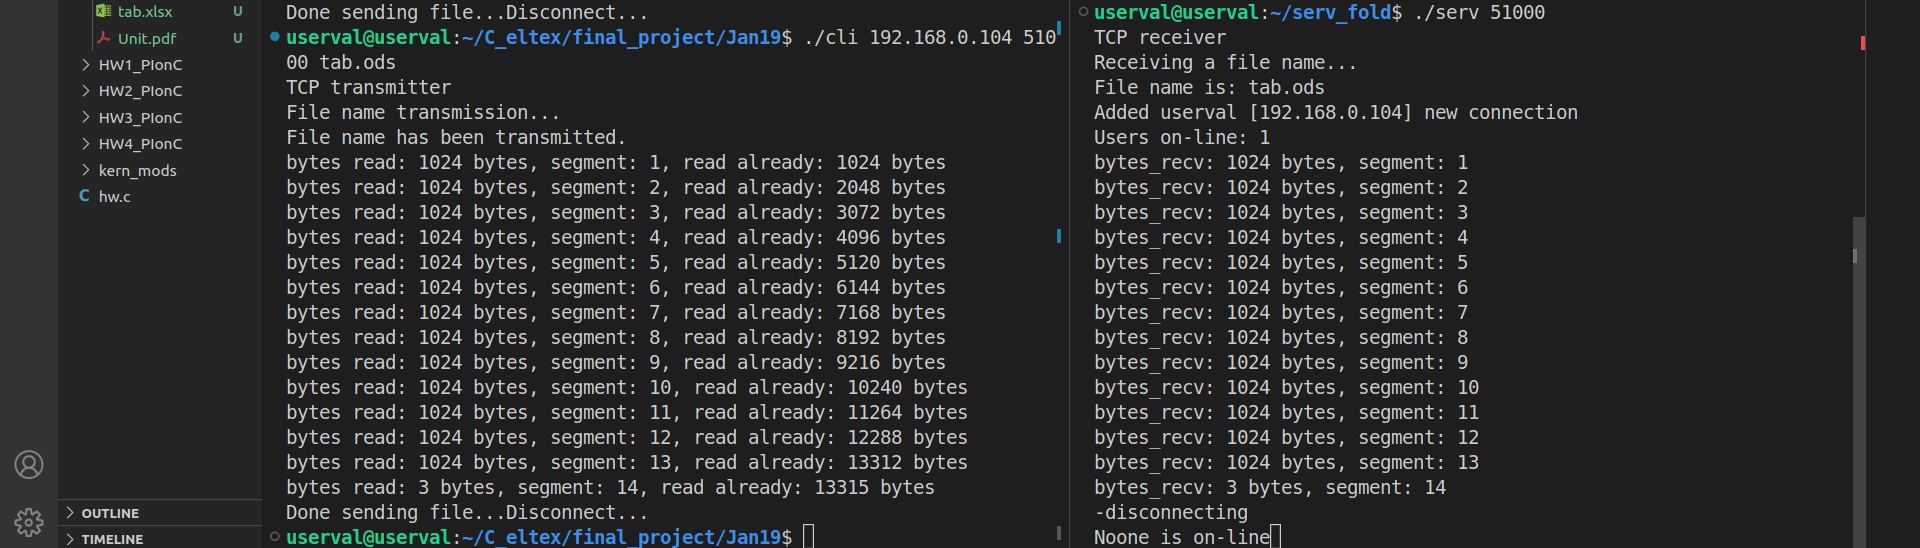 tab.xlsx U
Unit.pdf U
HW1_PIonC
HW2_PIonC
HW3_PIonC
HW4_PIonC
kern_mods
C hw.c
OUTLINE
TIMELINE
Done sending file...Disconnect...
userval@userval:~/C_eltex/final_project/Jan19$ ./cli 192.168.0.104 510
00 tab.ods
TCP transmitter
File name transmission...
File name has been transmitted.
bytes read: 1024 bytes, segment: 1, read already: 1024 bytes
bytes read: 1024 bytes, segment: 2, read already: 2048 bytes
bytes read: 1024 bytes, segment: 3, read already: 3072 bytes
bytes read: 1024 bytes, segment: 4, read already: 4096 bytes
bytes read: 1024 bytes, segment: 5, read already: 5120 bytes
bytes read: 1024 bytes, segment: 6, read already: 6144 bytes
bytes read: 1024 bytes, segment: 7, read already: 7168 bytes
bytes read: 1024 bytes, segment: 8, read already: 8192 bytes
bytes read: 1024 bytes, segment: 9, read already: 9216 bytes
bytes read: 1024 bytes, segment: 10, read already: 10240 bytes
bytes read: 1024 bytes, segment: 11, read already: 11264 bytes
bytes read: 1024 bytes, segment: 12, read already: 12288 bytes
bytes read: 1024 bytes, segment: 13, read already: 13312 bytes
bytes read: 3 bytes, segment: 14, read already: 13315 bytes
Done sending file...Disconnect...
userval@userval:~/C_eltex/final_project/Jan19$
userval@userval:~/serv_fold$ ./serv 51000
TCP receiver
Receiving a file name...
File name is: tab.ods
Added userval [192.168.0.104] new connection
Users on-line: 1
bytes_recv: 1024 bytes, segment: 1
bytes_recv: 1024 bytes, segment: 2
bytes_recv: 1024 bytes, segment: 3
bytes_recv: 1024 bytes, segment: 4
bytes_recv: 1024 bytes, segment: 5
bytes_recv: 1024 bytes, segment: 6
bytes_recv: 1024 bytes, segment: 7
bytes_recv: 1024 bytes, segment: 8
bytes_recv: 1024 bytes, segment: 9
bytes_recv: 1024 bytes, segment: 10
bytes_recv: 1024 bytes, segment: 11
bytes_recv: 1024 bytes, segment: 12
bytes_recv: 1024 bytes, segment: 13
bytes_recv: 3 bytes, segment: 14
-disconnecting
Noone is on-line